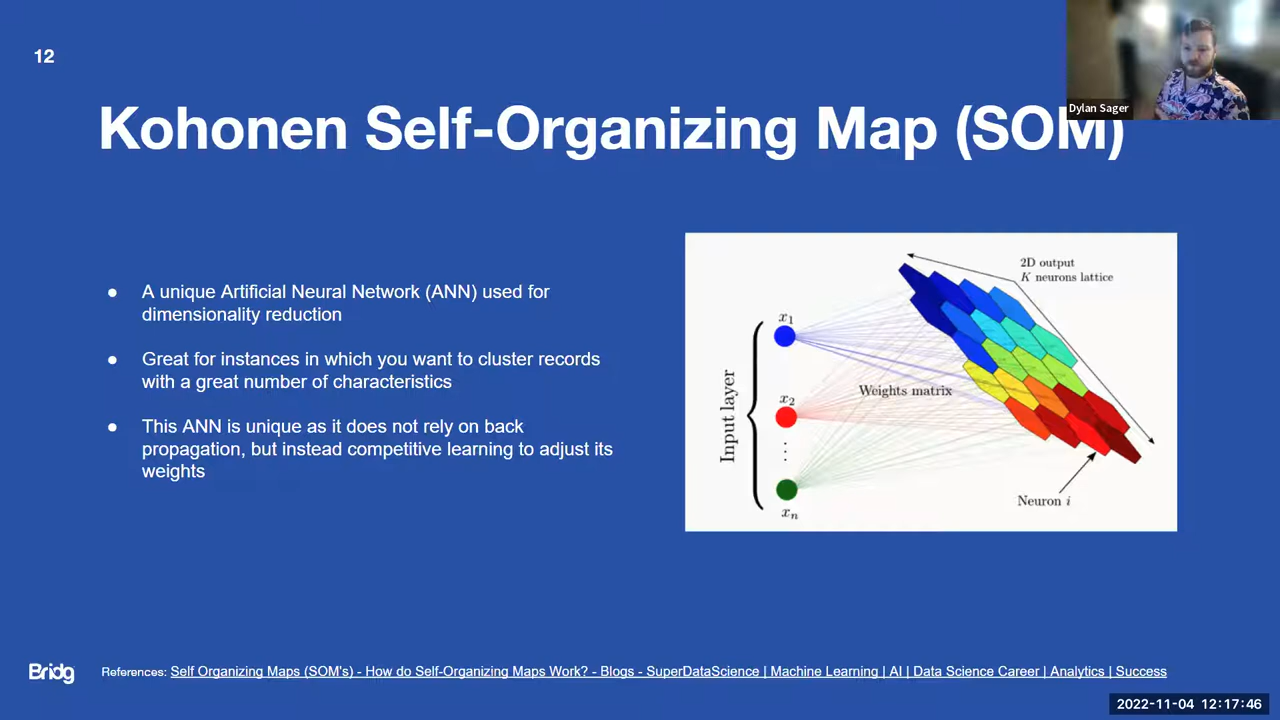 12
Dylan Sager
Kohonen Self-Organizing Map (SOM)
● A unique Artificial Neural Network (ANN) used for
dimensionality reduction
● Great for instances in which you want to cluster records
with a great number of characteristics
● This ANN is unique as it does not rely on back
propagation, but instead competitive learning to adjust its
weights
2D output
K neurons lattice
x1
Input layer
Weights matrix
x2
⋮
xn
Neuron i
Bridg
References: Self Organizing Maps (SOM's) - How do Self-Organizing Maps Work? - Blogs - SuperDataScience | Machine Learning | AI | Data Science Career | Analytics | Success
2022-11-04 12:17:46